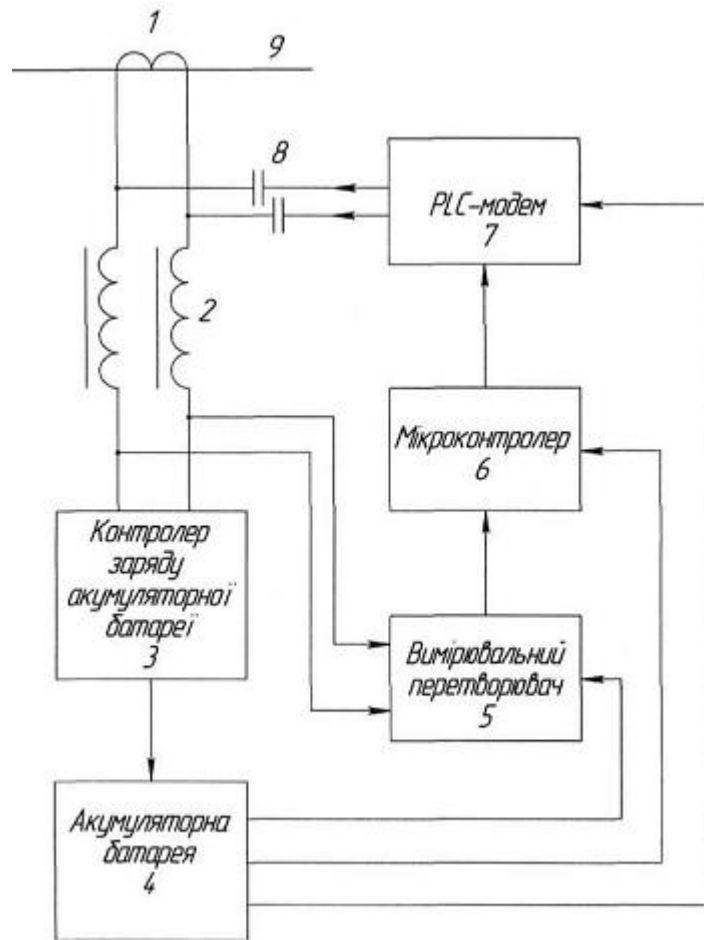 1
9
8
PLC-модем
7
2
Мікроконтролер
6
Контролер
заряду
акумуляторної
батареї
3
Вимірювальний
перетворювач
5
Акумуляторна
батарея
4